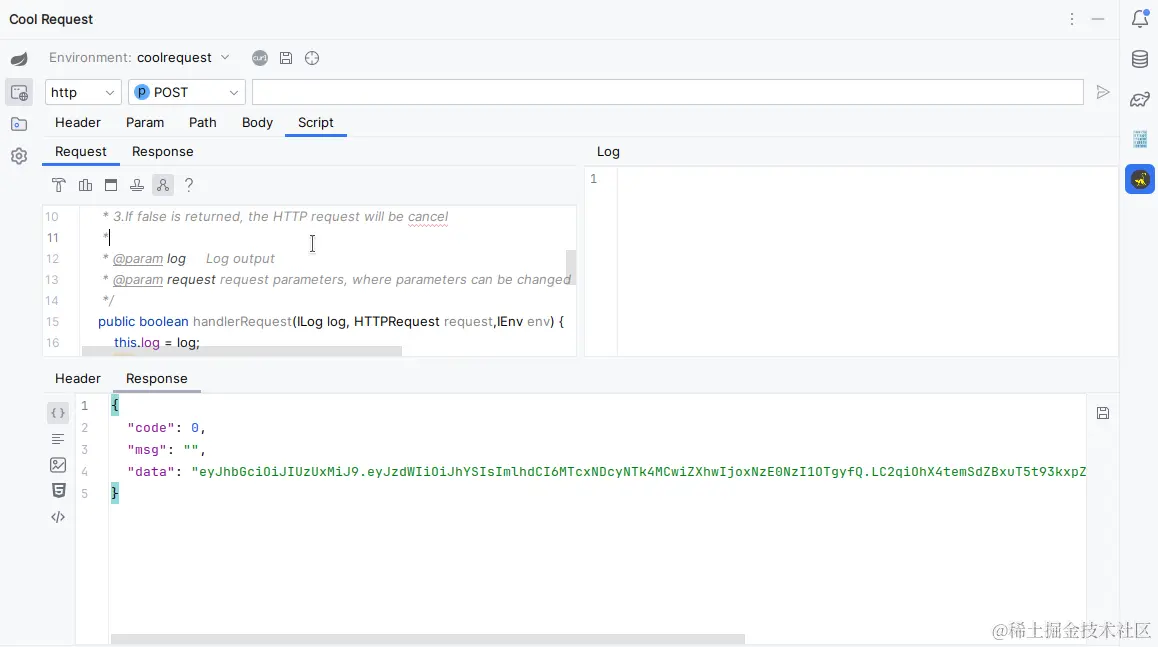 Cool Request
Environment: coolrequest
curl
http
p POST
Header Param Path Body Script
Request Response
Log
?
1
10 * 3.If false is returned, the HTTP request will be cancel
11 *
12 * @param log Log output
13 * @param request request parameters, where parameters can be changed
14 */
15 public boolean handlerRequest(ILog log, HTTPRequest request,IEnv env) {
16 this.log = log;
Header Response
1 {
2 "code": 0,
3 "msg": "",
4 "data": "eyJhbGciOiJIUzUxMiJ9.eyJzdWIiOiJhYSIsImlhdCI6MTcxNDcyNTk4MCwiZXhwIjoxNzE0NzI1OTgyfQ.LC2qiOhX4temSdZBxuT5t93kxpZ
5 }
@稀土掘金技术社区